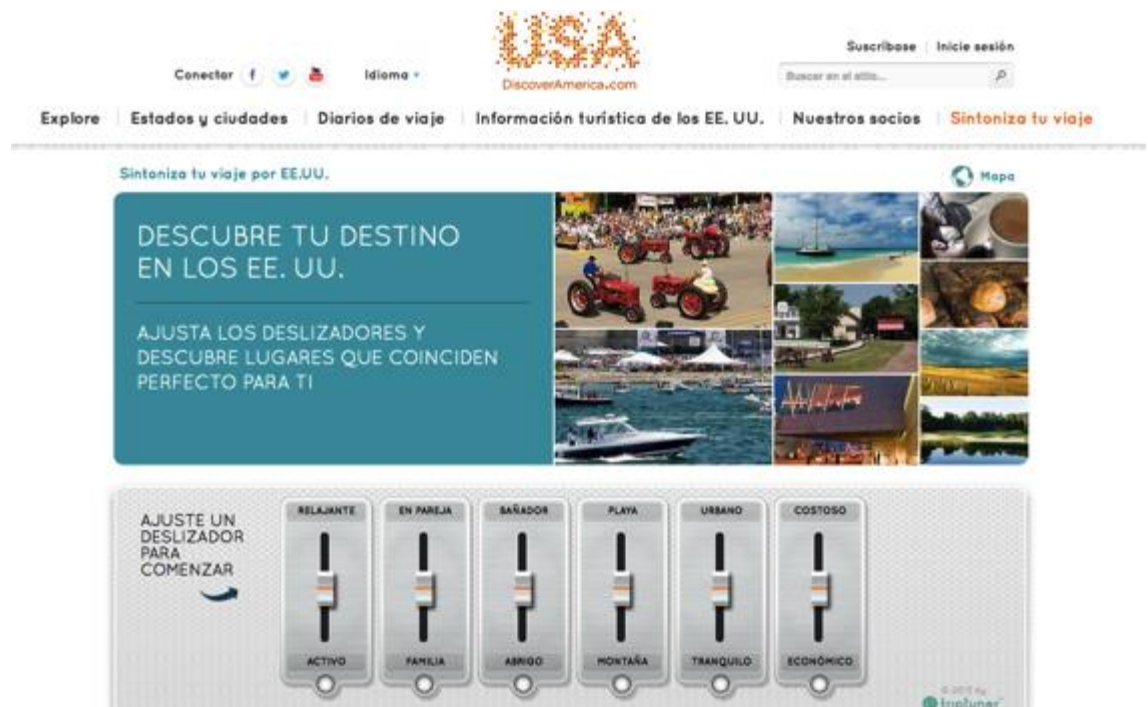 USA
DiscoverAmerica.com
Conectar
Idioma
Suscríbase
Inicie sesión
Buscar en el sitio...
Explore
Estados y ciudades
Diarios de viaje
Información turística de los EE. UU.
Nuestros socios
Sintoniza tu viaje
Sintoniza tu viaje por EE.UU.
Mapa
DESCUBRE TU DESTINO
EN LOS EE. UU.
AJUSTA LOS DESLIZADORES Y
DESCUBRE LUGARES QUE COINCIDEN
PERFECTO PARA TI
AJUSTE UN
DESLIZADOR
PARA
COMENZAR
RELAJANTE
EN PAREJA
BAÑADOR
PLAYA
URBANO
COSTOSO
ACTIVO
FAMILIA
ABRIGO
MONTAÑA
TRANQUILO
ECONÓMICO
triptuner